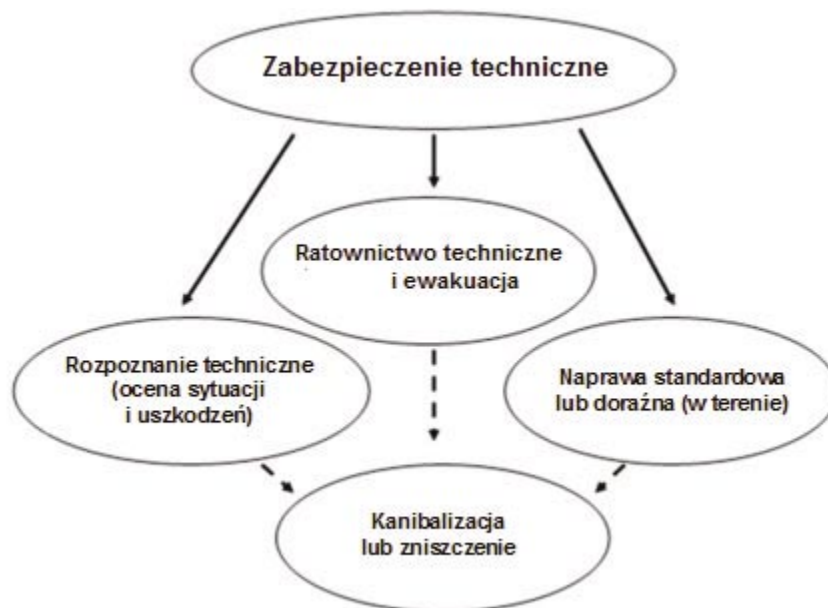 Zabezpieczenie techniczne
Ratownictwo techniczne
i ewakuacja
Rozpoznanie techniczne
(ocena sytuacji
i uszkodzeń)
Naprawa standardowa
lub doraźna (w terenie)
Kanibalizacja
lub zniszczenie